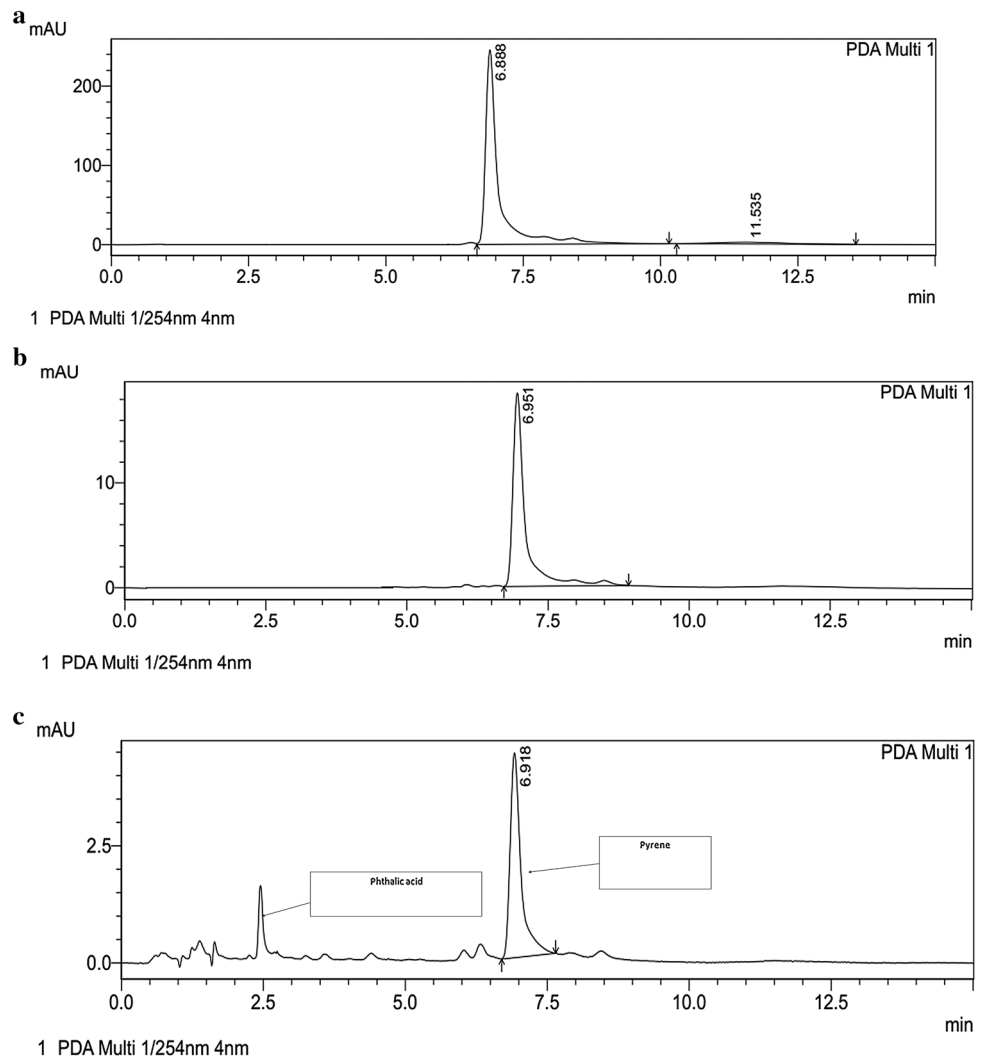 a
mAU
PDA Multi 1
6.888
11.535
200
100
0
0.0 2.5 5.0 7.5 10.0 12.5
min
1 PDA Multi 1/254nm 4nm
b
mAU
PDA Multi 1
6.951
10
0
0.0 2.5 5.0 7.5 10.0 12.5
min
1 PDA Multi 1/254nm 4nm
c
mAU
PDA Multi 1
6.918
2.5
Pyrene
Phthalic acid
0.0
0.0 2.5 5.0 7.5 10.0 12.5
min
1 PDA Multi 1/254nm 4nm